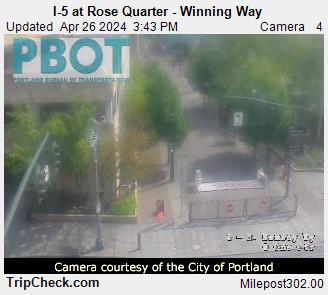 I-5 at Rose Quarter - Winning Way
Updated Apr 26 2024 3:43 PM Camera 4
PBOT
PORTLAND BUREAU OF TRANSPORTATION
Camera courtesy of the City of Portland
TripCheck.com Milepost302.00